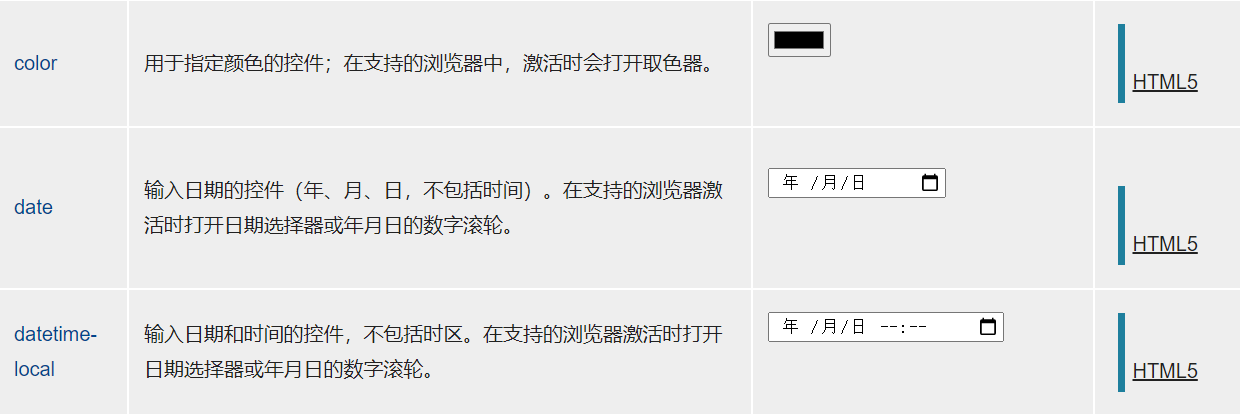 color
用于指定颜色的控件；在支持的浏览器中，激活时会打开取色器。
HTML5
date
输入日期的控件（年、月、日，不包括时间）。在支持的浏览器激
活时打开日期选择器或年月日的数字滚轮。
年 /月/日
HTML5
datetime-
local
输入日期和时间的控件，不包括时区。在支持的浏览器激活时打开
日期选择器或年月日的数字滚轮。
年 /月/日 --:--
HTML5